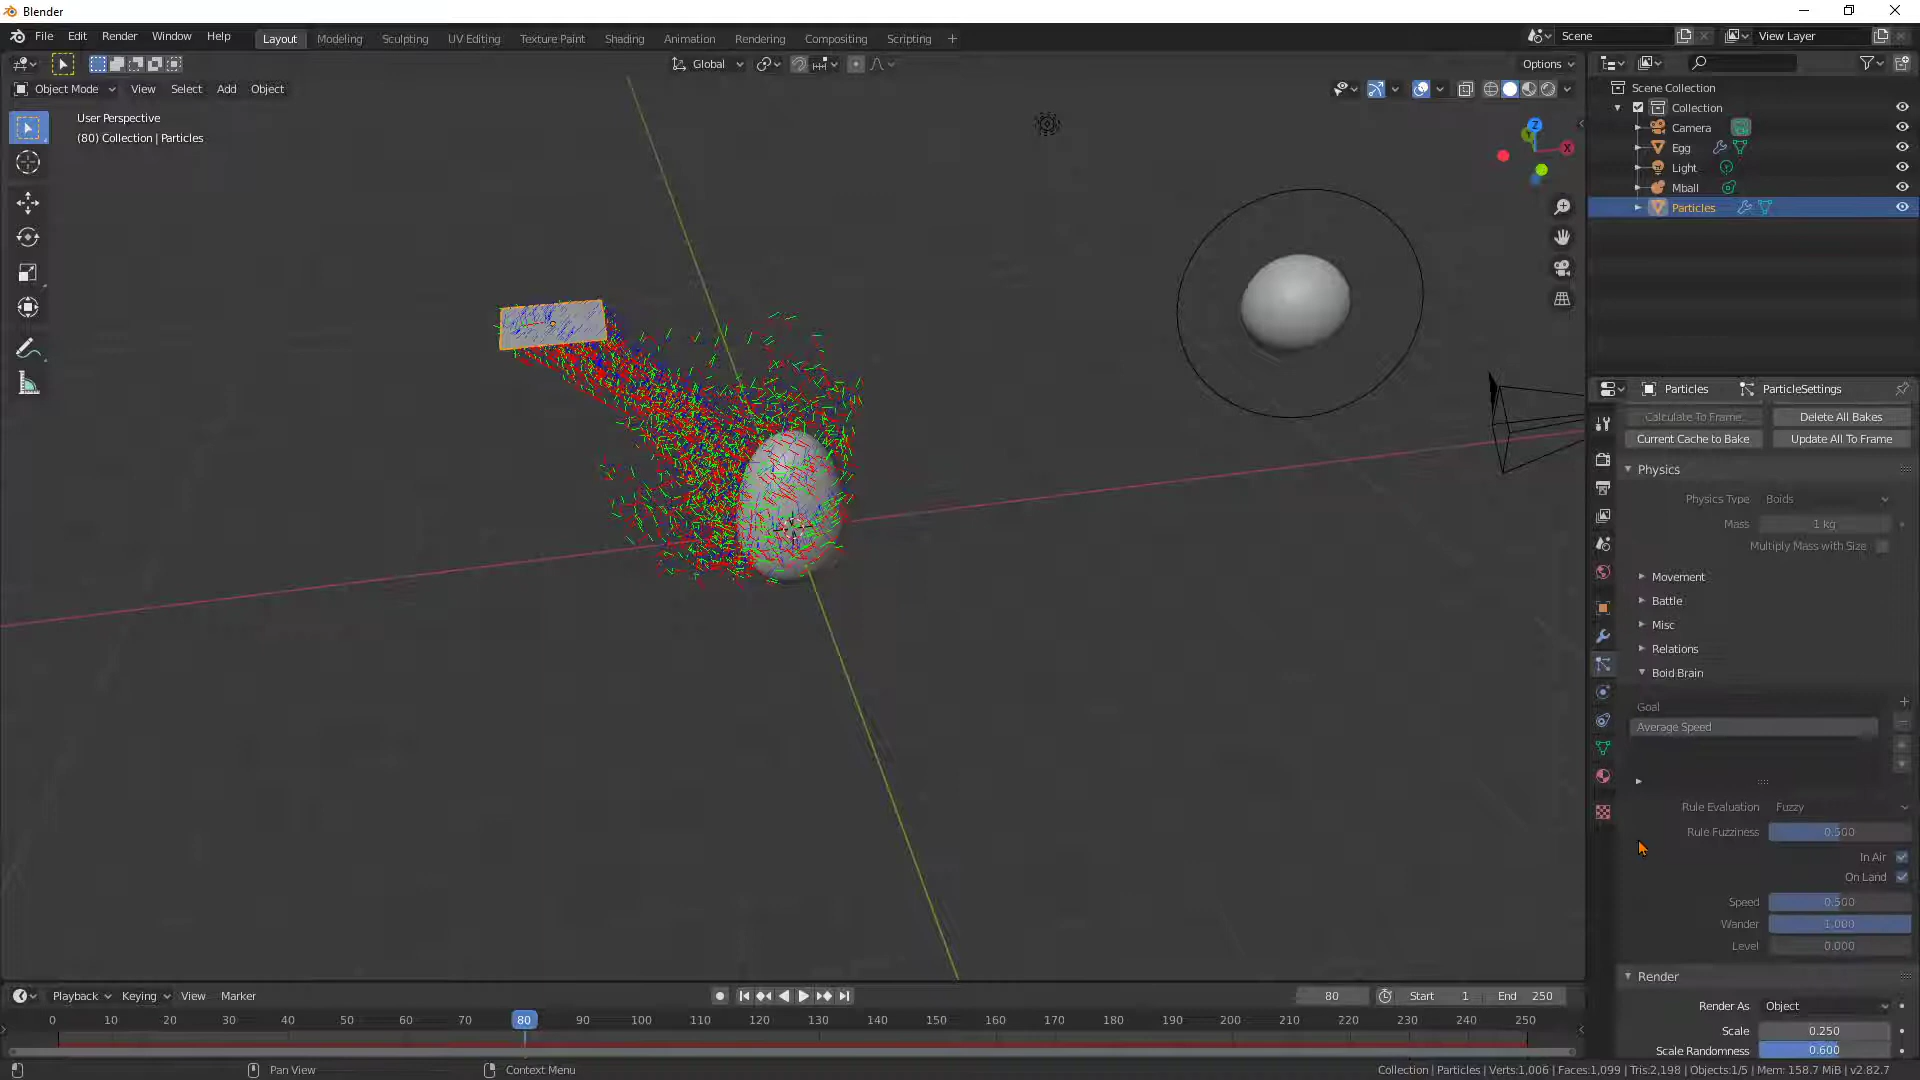 Blender
File Edit Render Window Help Layout Modeling Sculpting UV Editing Texture Paint Shading Animation Rendering Compositing Scripting + Scene View Layer
Global Options
Object Mode View Select Add Object
User Perspective
(80) Collection | Particles
Z
Y
X
Scene Collection
Collection
Camera
Egg
Light
Mball
Particles
Particles ParticleSettings
Calculate To Frame Delete All Bakes
Current Cache to Bake Update All To Frame
Physics
Physics Type Boids
Mass 1 kg
Multiply Mass with Size
Movement
Battle
Misc
Relations
Boid Brain
Goal
Average Speed
Rule Evaluation Fuzzy
Rule Fuzziness 0.500
In Air
On Land
Speed 0.500
Wander 1.000
Level 0.000
Render
Render As Object
Scale 0.250
Scale Randomness 0.600
Playback Keying View Marker 80 Start 1 End 250
0 10 20 30 40 50 60 70 80 90 100 110 120 130 140 150 160 170 180 190 200 210 220 230 240 250
Pan View Context Menu Collection | Particles | Verts:1,006 | Faces:1,099 | Tris:2,198 | Objects:1/5 | Mem: 158.7 MiB | v2.82.7